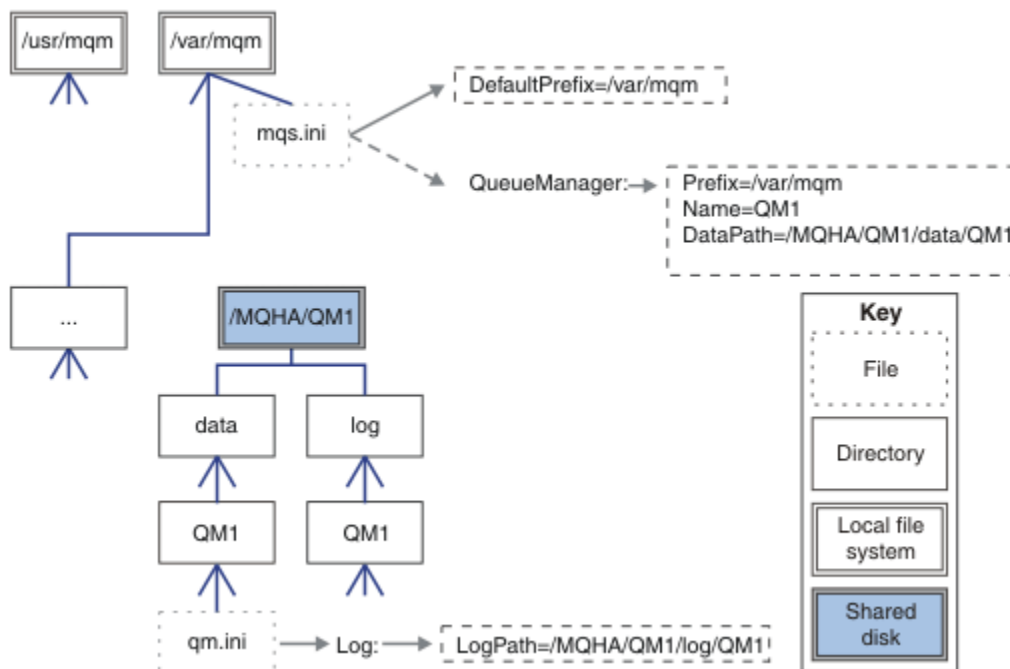 /usr/mqm
/var/mqm
DefaultPrefix=/var/mqm
mqs.ini
QueueManager:
Prefix=/var/mqm
Name=QM1
DataPath=/MQHA/QM1/data/QM1
...
/MQHA/QM1
Key
File
data
log
Directory
QM1
QM1
Local file
system
qm.ini
Log:
LogPath=/MQHA/QM1/log/QM1
Shared
disk